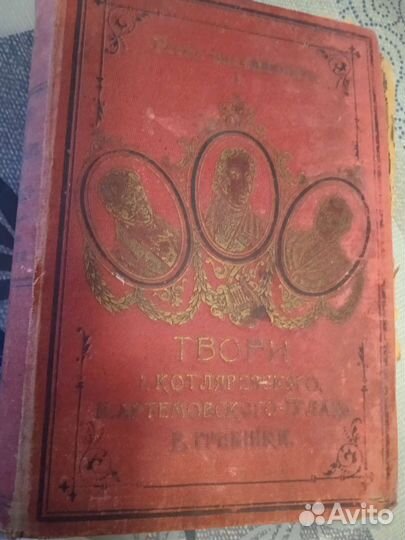 ТВОРИ
І. КОТЛЯРЕВСЬКОГО,
П. АРТЕМОВСЬКОГО-ГУЛАКА,
Е. ГРЕБІНКИ.
Avito